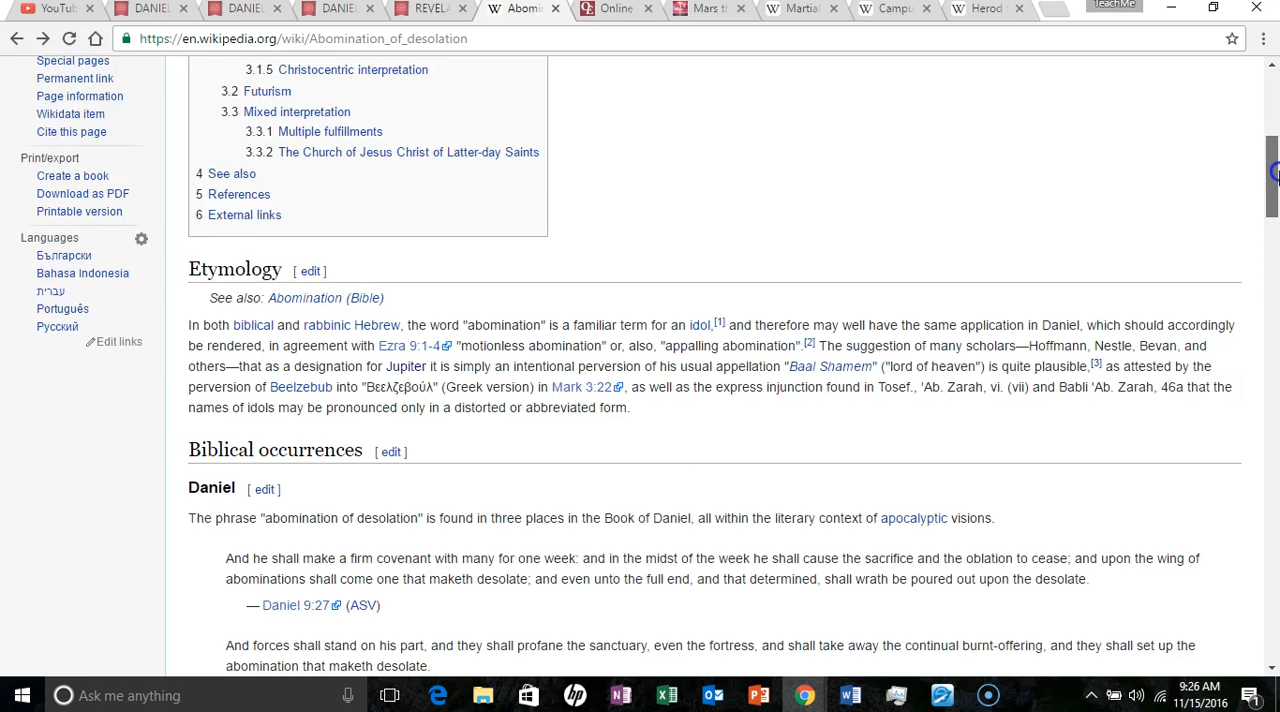 YouTub
DANIEL
DANIEL
DANIEL
REVELA
Abomin
Online
Mars th
Martial
Campu
Herod
TeachMe
https://en.wikipedia.org/wiki/Abomination_of_desolation
Special pages
Permanent link
Page information
Wikidata item
Cite this page
Print/export
Create a book
Download as PDF
Printable version
Languages
Български
Bahasa Indonesia
עברית
Português
Русский
Edit links
3.1.5 Christocentric interpretation
3.2 Futurism
3.3 Mixed interpretation
3.3.1 Multiple fulfillments
3.3.2 The Church of Jesus Christ of Latter-day Saints
4 See also
5 References
6 External links
Etymology [ edit ]
See also: Abomination (Bible)
In both biblical and rabbinic Hebrew, the word "abomination" is a familiar term for an idol,[1] and therefore may well have the same application in Daniel, which should accordingly
be rendered, in agreement with Ezra 9:1-4 "motionless abomination" or, also, "appalling abomination".[2] The suggestion of many scholars—Hoffmann, Nestle, Bevan, and
others—that as a designation for Jupiter it is simply an intentional perversion of his usual appellation "Baal Shamem" ("lord of heaven") is quite plausible,[3] as attested by the
perversion of Beelzebub into "Βεελζεβούλ" (Greek version) in Mark 3:22, as well as the express injunction found in Tosef., 'Ab. Zarah, vi. (vii) and Babli 'Ab. Zarah, 46a that the
names of idols may be pronounced only in a distorted or abbreviated form.
Biblical occurrences [ edit ]
Daniel [ edit ]
The phrase "abomination of desolation" is found in three places in the Book of Daniel, all within the literary context of apocalyptic visions.
And he shall make a firm covenant with many for one week: and in the midst of the week he shall cause the sacrifice and the oblation to cease; and upon the wing of
abominations shall come one that maketh desolate; and even unto the full end, and that determined, shall wrath be poured out upon the desolate.
— Daniel 9:27 (ASV)
And forces shall stand on his part, and they shall profane the sanctuary, even the fortress, and shall take away the continual burnt-offering, and they shall set up the
abomination that maketh desolate.
Ask me anything
9:26 AM
11/15/2016